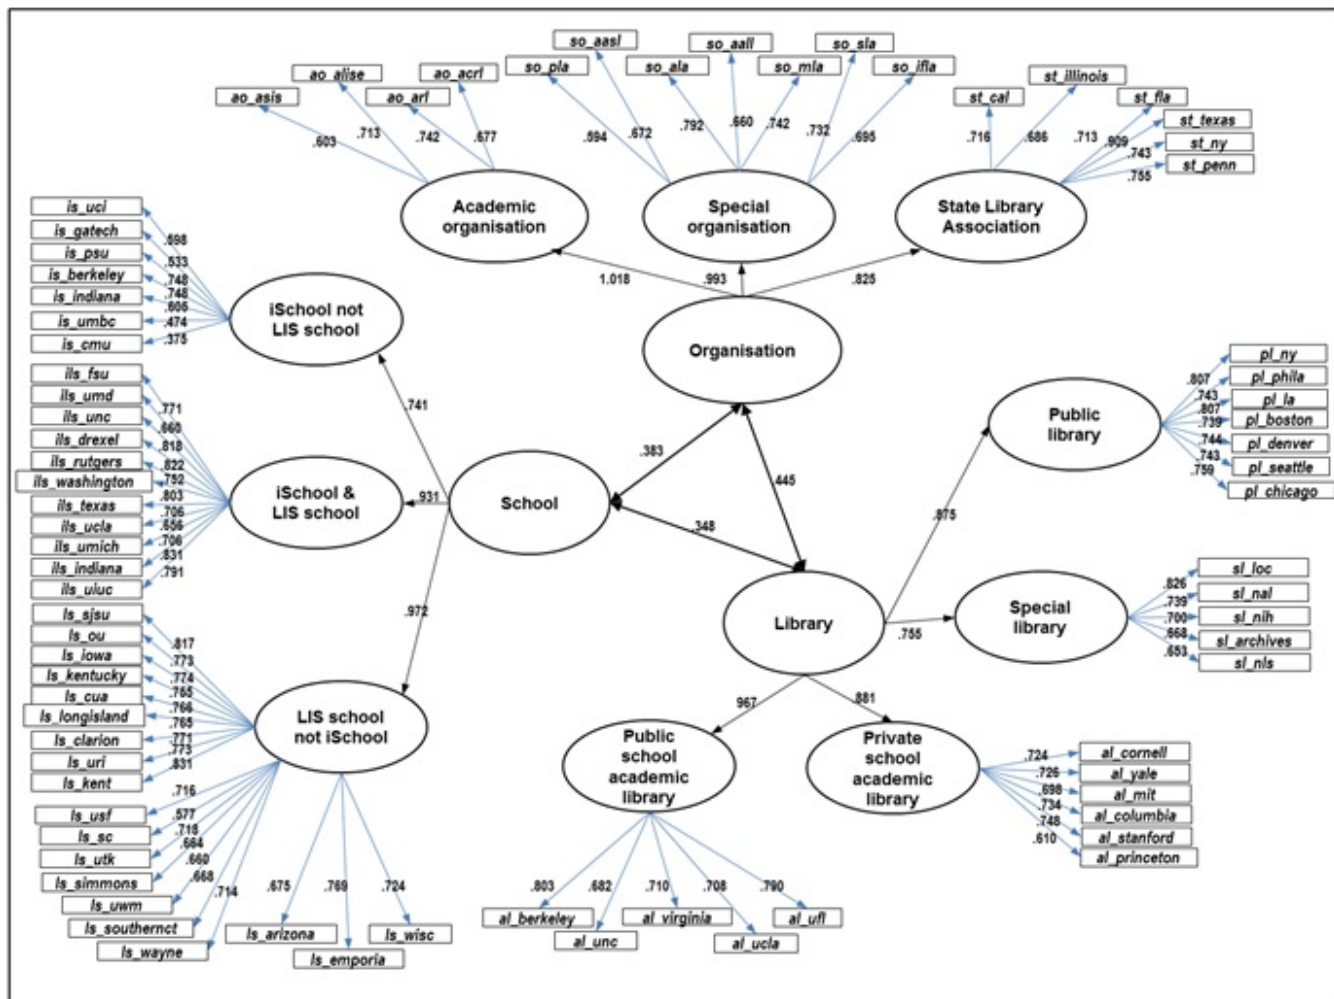 so_aasl
so_aall
so_sla
ao_alise
ao_acrl
so_pla
so_ala
so_mla
so_ifla
st_illinois
ao_asis
ao_arl
st_cal
st_fla
st_texas
st_ny
st_penn
.603
.713
.742
.677
.594
.672
.792
.660
.742
.732
.695
.716
.686
.713
.909
.743
.755
Academic
organisation
Special
organisation
State Library
Association
1.018
.993
.825
Organisation
is_uci
is_gatech
is_psu
is_berkeley
is_indiana
is_umbc
is_cmu
.598
.533
.748
.748
.605
.474
.375
iSchool not
LIS school
.741
.383
.445
.348
ils_fsu
ils_umd
ils_unc
ils_drexel
ils_rutgers
ils_washington
ils_texas
ils_ucla
ils_umich
ils_indiana
ils_uiuc
.771
.660
.818
.822
.752
.803
.706
.656
.706
.831
.791
iSchool &
LIS school
.931
School
.972
ls_sjsu
ls_ou
ls_iowa
ls_kentucky
ls_cua
ls_longisland
ls_clarion
ls_uri
ls_kent
.817
.773
.774
.755
.766
.765
.771
.773
.831
LIS school
not iSchool
ls_usf
ls_sc
ls_utk
ls_simmons
ls_uwm
ls_southernct
ls_wayne
.716
.577
.718
.664
.660
.668
.714
.675
.769
.724
ls_arizona
ls_emporia
ls_wisc
Library
.875
.755
967
.881
Public
library
.807
.743
.807
.739
.744
.743
.759
pl_ny
pl_phila
pl_la
pl_boston
pl_denver
pl_seattle
pl_chicago
Special
library
.826
.739
.700
.668
.653
sl_loc
sl_nal
sl_nih
sl_archives
sl_nls
Public
school
academic
library
.803
.682
.710
.708
.790
al_berkeley
al_unc
al_virginia
al_ucla
al_ufl
Private
school
academic
library
.724
.726
.698
.734
.748
.610
al_cornell
al_yale
al_mit
al_columbia
al_stanford
al_princeton